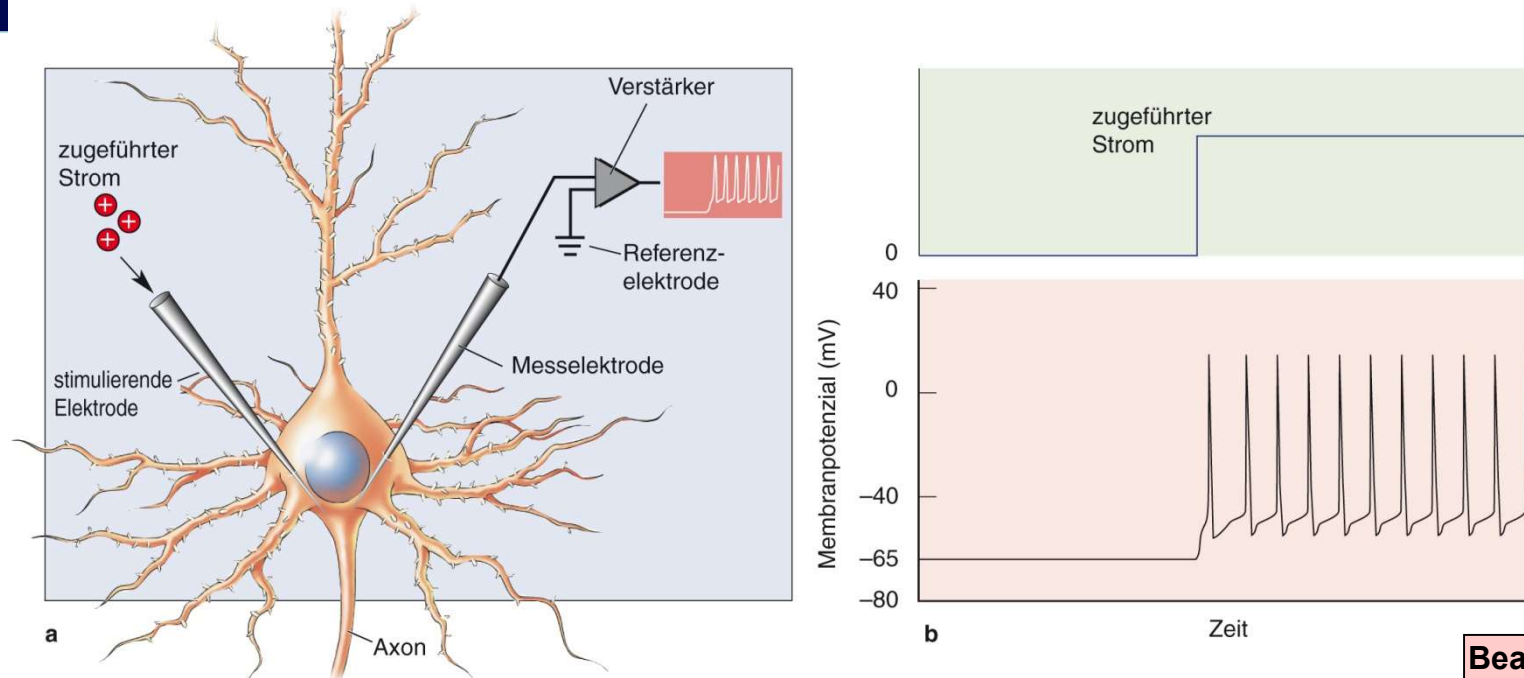 Verstärker
zugeführter
Strom
+
+
+
Referenz-
elektrode
Messelektrode
stimulierende
Elektrode
a
Axon
zugeführter
Strom
0
40
0
–40
–65
–80
Membranpotenzial (mV)
b
Zeit
Bea